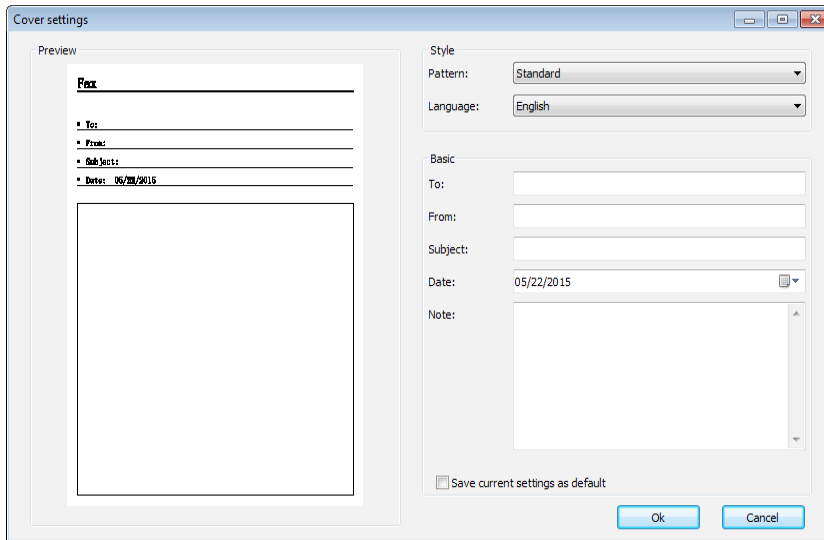 Cover settings
Preview
Fax
To:
From:
Subject:
Date: 05/22/2015
Style
Pattern: Standard
Language: English
Basic
To:
From:
Subject:
Date: 05/22/2015
Note:
Save current settings as default
Ok Cancel